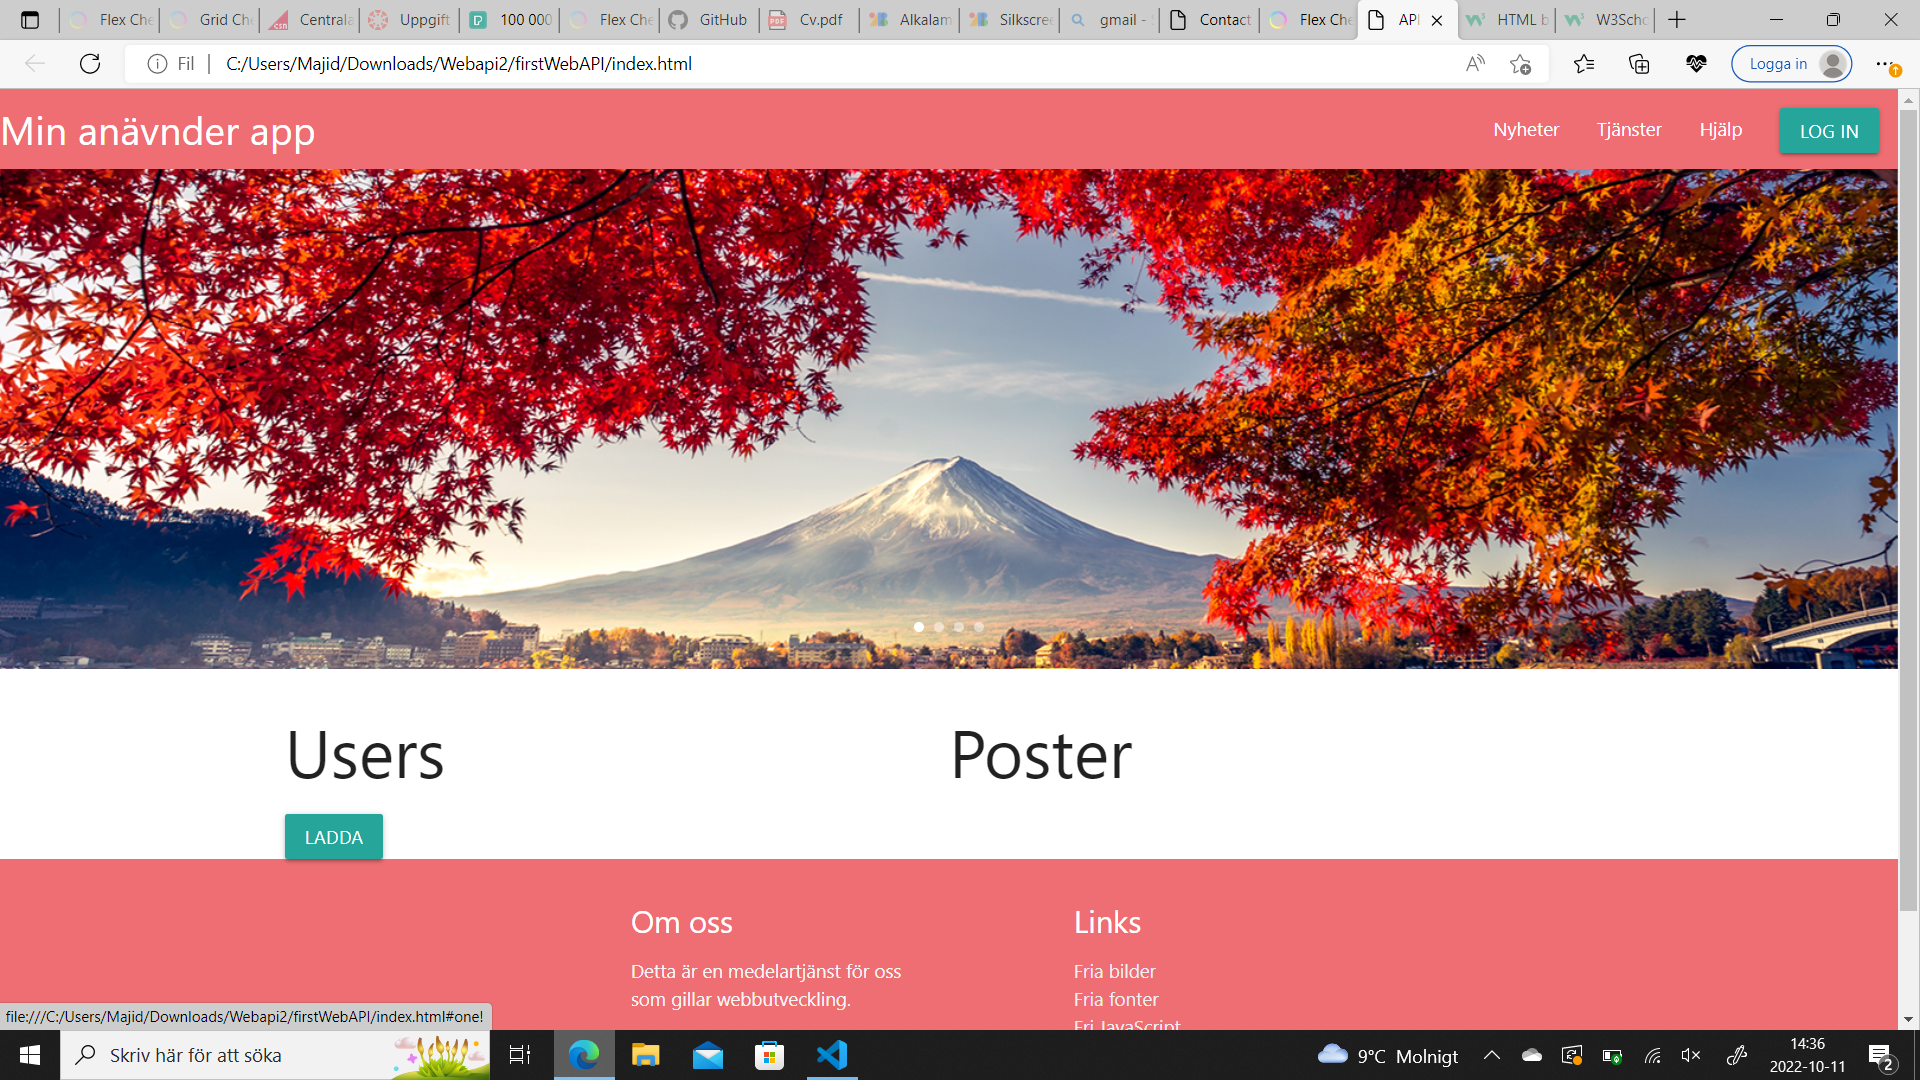 Flex Che
Grid Che
Centrala
Uppgift
100 000
Flex Che
GitHub
Cv.pdf
Alkalam
Silkscree
gmail - S
Contact
Flex Che
API
HTML b
W3Scho
Fil
C:/Users/Majid/Downloads/Webapi2/firstWebAPI/index.html
Logga in
Min anävnder app
Nyheter
Tjänster
Hjälp
LOG IN
Users
Poster
LADDA
Om oss
Links
Detta är en medelartjänst för oss
som gillar webbutveckling.
Fria bilder
Fria fonter
Fri JavaScript
file:///C:/Users/Majid/Downloads/Webapi2/firstWebAPI/index.html#one!
Skriv här för att söka
9°C Molnigt
14:36
2022-10-11
2